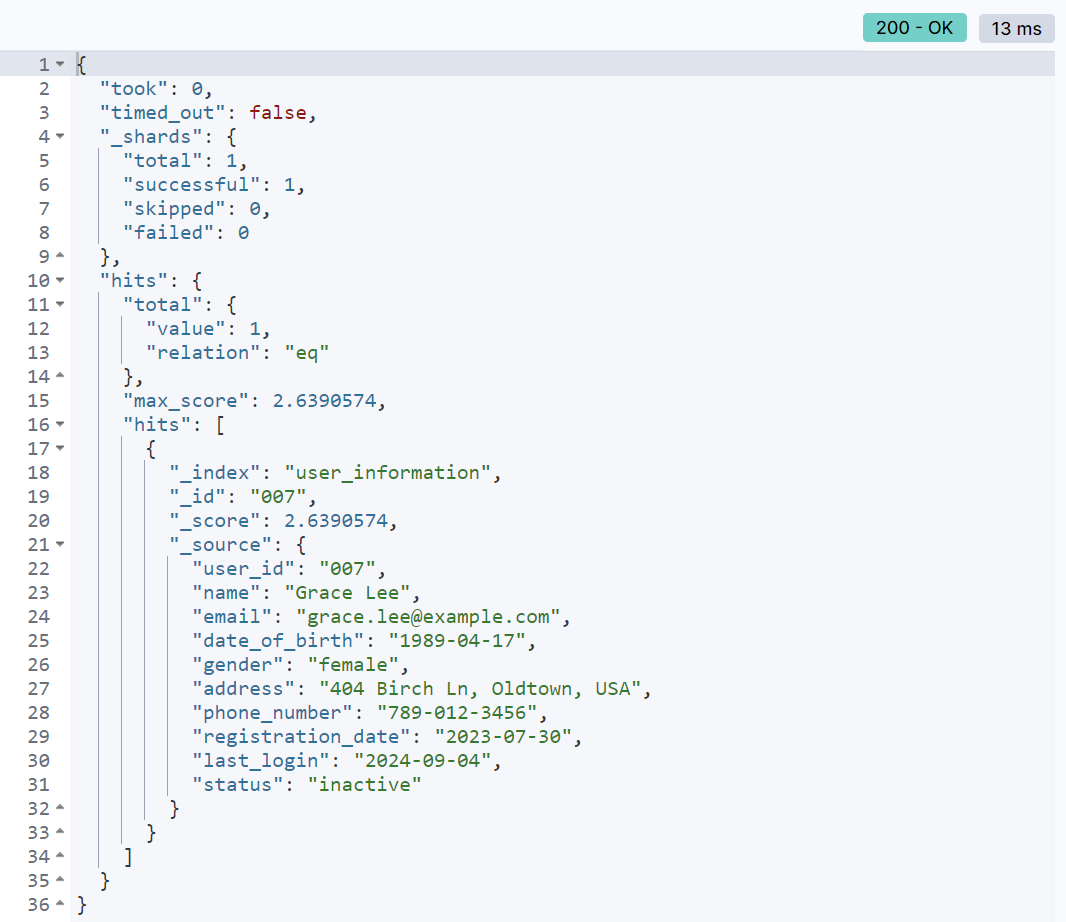 200 - OK 13 ms
1 {
2 "took": 0,
3 "timed_out": false,
4 "_shards": {
5 "total": 1,
6 "successful": 1,
7 "skipped": 0,
8 "failed": 0
9 },
10 "hits": {
11 "total": {
12 "value": 1,
13 "relation": "eq"
14 },
15 "max_score": 2.6390574,
16 "hits": [
17 {
18 "_index": "user_information",
19 "_id": "007",
20 "_score": 2.6390574,
21 "_source": {
22 "user_id": "007",
23 "name": "Grace Lee",
24 "email": "grace.lee@example.com",
25 "date_of_birth": "1989-04-17",
26 "gender": "female",
27 "address": "404 Birch Ln, Oldtown, USA",
28 "phone_number": "789-012-3456",
29 "registration_date": "2023-07-30",
30 "last_login": "2024-09-04",
31 "status": "inactive"
32 }
33 }
34 ]
35 }
36 }